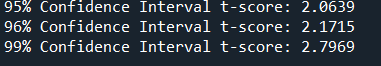 95% Confidence Interval t-score: 2.0639
96% Confidence Interval t-score: 2.1715
99% Confidence Interval t-score: 2.7969